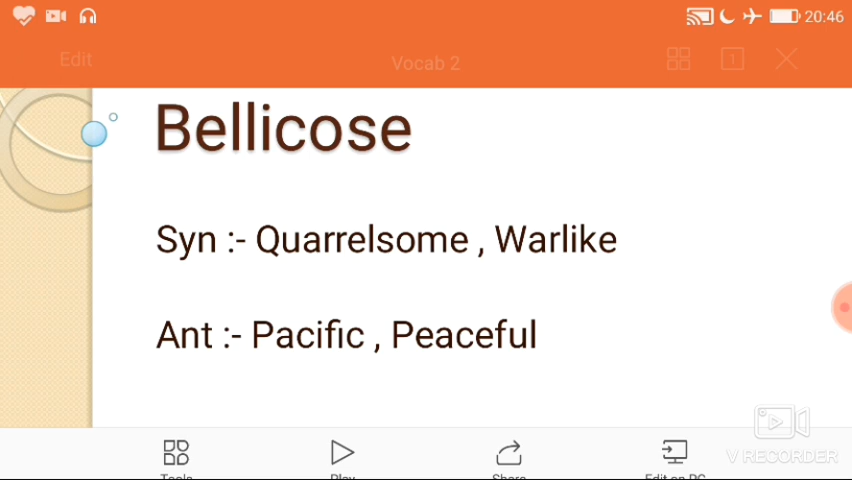 20:46
Edit
Vocab 2
1
Bellicose
Syn :- Quarrelsome , Warlike
Ant :- Pacific , Peaceful
V RECORDER
Tools
Play
Share
Edit on PC